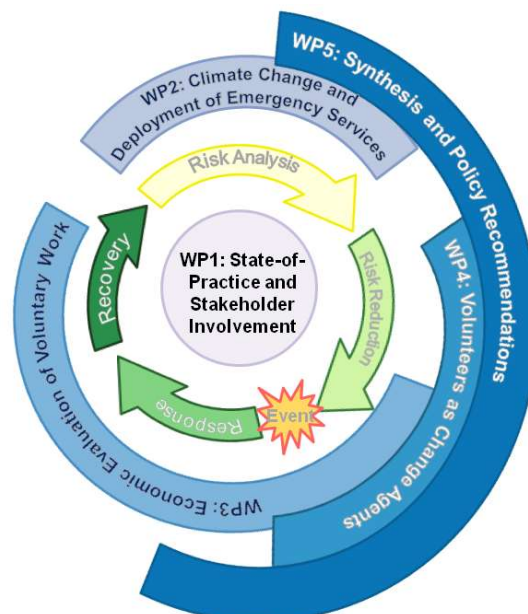 WP5: Synthesis and Policy Recommendations
WP2: Climate Change and
Deployment of Emergency Services
Risk Analysis
WP1: State-of-
Practice and
Stakeholder
Involvement
Recovery
Risk Reduction
Event
Response
WP3: Economic Evaluation of Voluntary Work
WP4: Volunteers as Change Agents